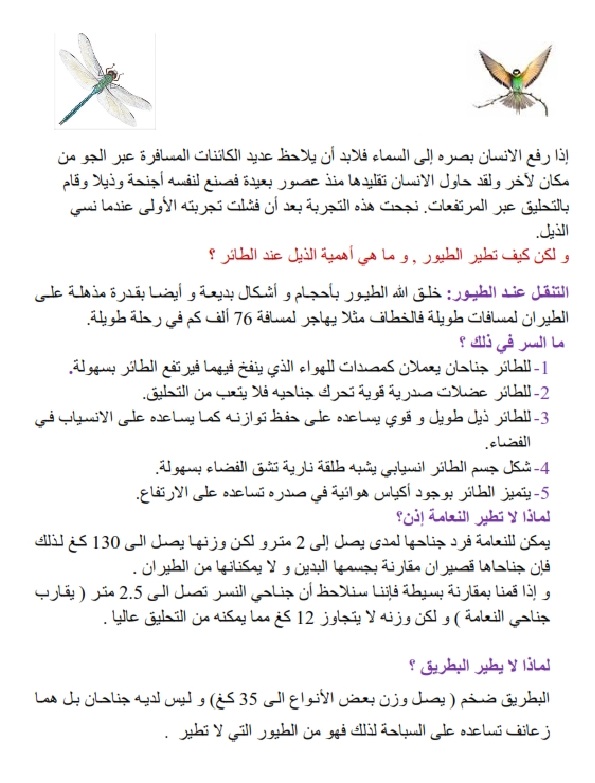 إذا رفع الانسان بصره إلى السماء فلابد أن يلاحظ عديد الكائنات المسافرة عبر الجو من
مكان لآخر ولقد حاول الانسان تقليدها منذ عصور بعيدة فصنع لنفسه أجنحة وذيلا وقام
بالتحليق عبر المرتفعات. نجحت هذه التجربة بعد أن فشلت تجربته الأولى عندما نسي
الذيل.
و لكن كيف تطير الطيور , و ما هي أهمية الذيل عند الطائر ؟
التنقل عند الطيور: خلق الله الطيور بأحجام و أشكال بديعة و أيضا بقدرة مذهلة على
الطيران لمسافات طويلة فالخطاف مثلا يهاجر لمسافة 76 ألف كم في رحلة طويلة.
ما السر في ذلك ؟
1- للطائر جناحان يعملان كمصدات للهواء الذي ينفخ فيهما فيرتفع الطائر بسهولة.
2- للطائر عضلات صدرية قوية تحرك جناحيه فلا يتعب من التحليق.
3- للطائر ذيل طويل و قوي يساعده على حفظ توازنه كما يساعده على الانسياب في
الفضاء.
4- شكل جسم الطائر انسيابي يشبه طلقة نارية تشق الفضاء بسهولة.
5- يتميز الطائر بوجود أكياس هوائية في صدره تساعده على الارتفاع.
لماذا لا تطير النعامة إذن؟
يمكن للنعامة فرد جناحها لمدى يصل إلى 2 مترو لكن وزنها يصل الى 130 كغ لذلك
فإن جناحاها قصيران مقارنة بجسمها البدين و لا يمكنانها من الطيران .
و إذا قمنا بمقارنة بسيطة فإننا سنلاحظ أن جناحي النسر تصل الى 2.5 متر ( يقارب
جناحي النعامة ) و لكن وزنه لا يتجاوز 12 كغ مما يمكنه من التحليق عاليا .
لماذا لا يطير البطريق ؟
البطريق ضخم ( يصل وزن بعض الأنواع الى 35 كغ) و ليس لديه جناحان بل هما
زعانف تساعده على السباحة لذلك فهو من الطيور التي لا تطير .